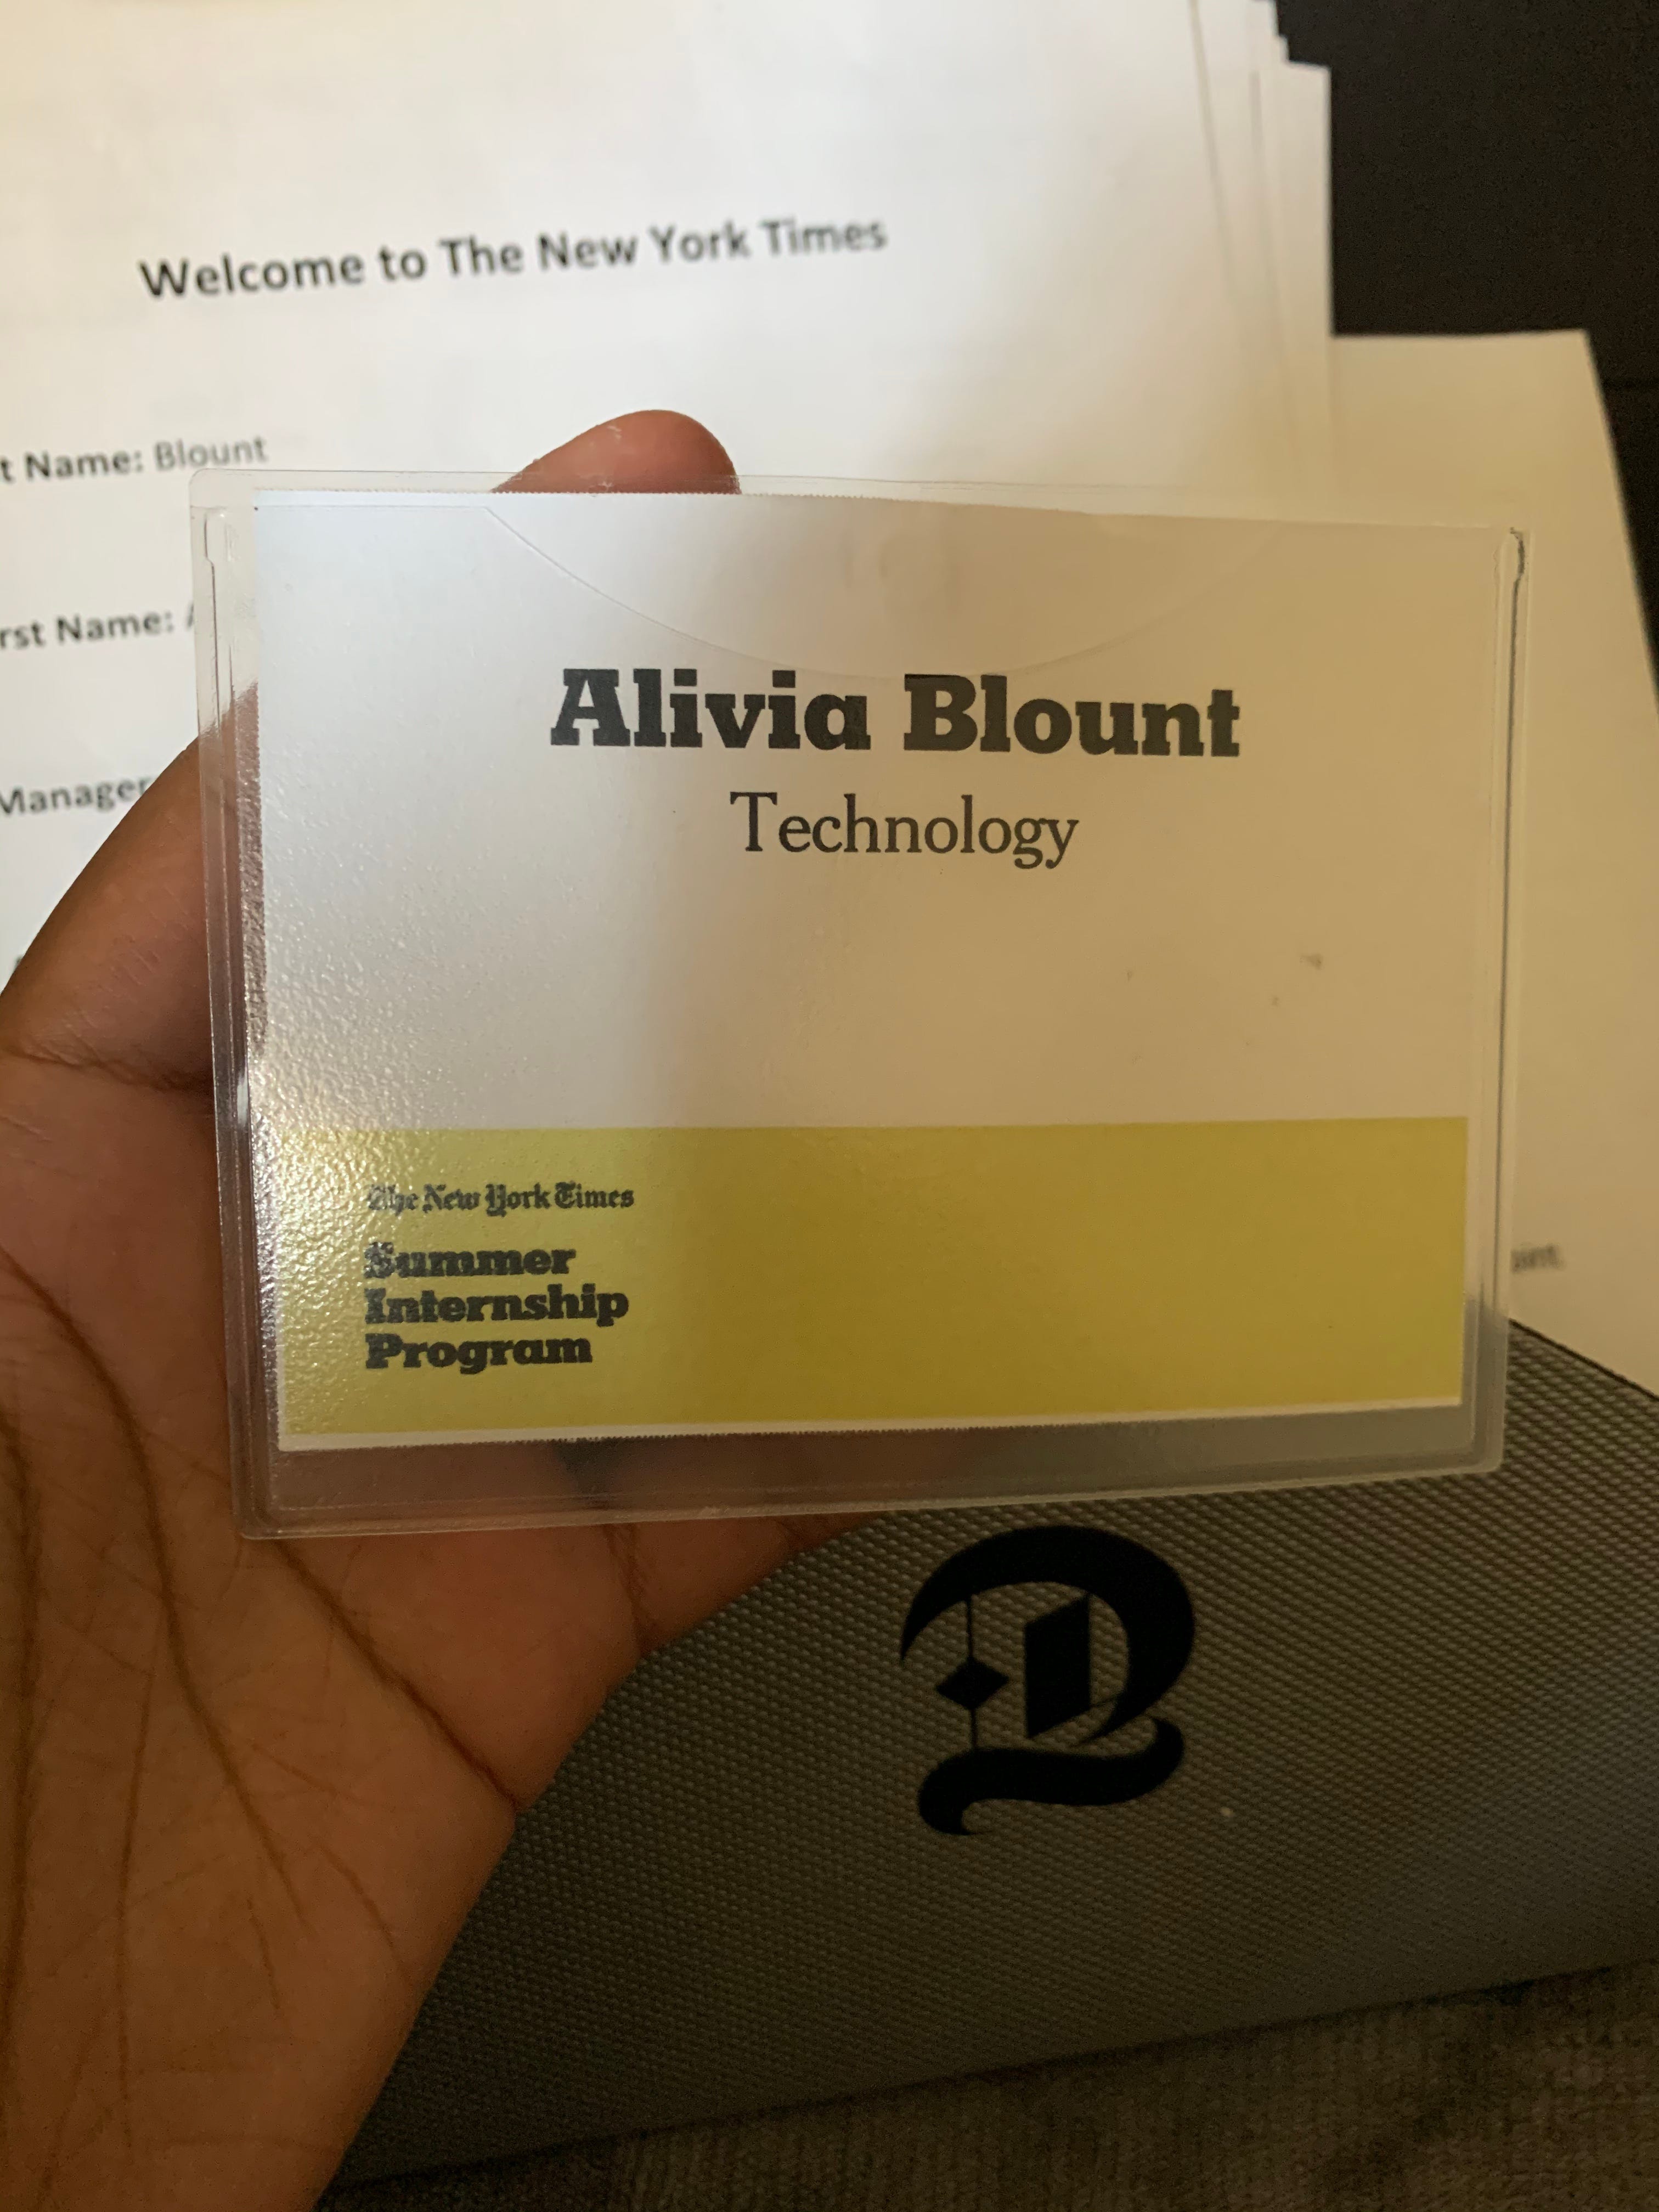 Welcome to The New York Times
t Name: Blount
rst Name:
Manager
Alivia Blount
Technology
The New York Times
Summer
Internship
Program
T